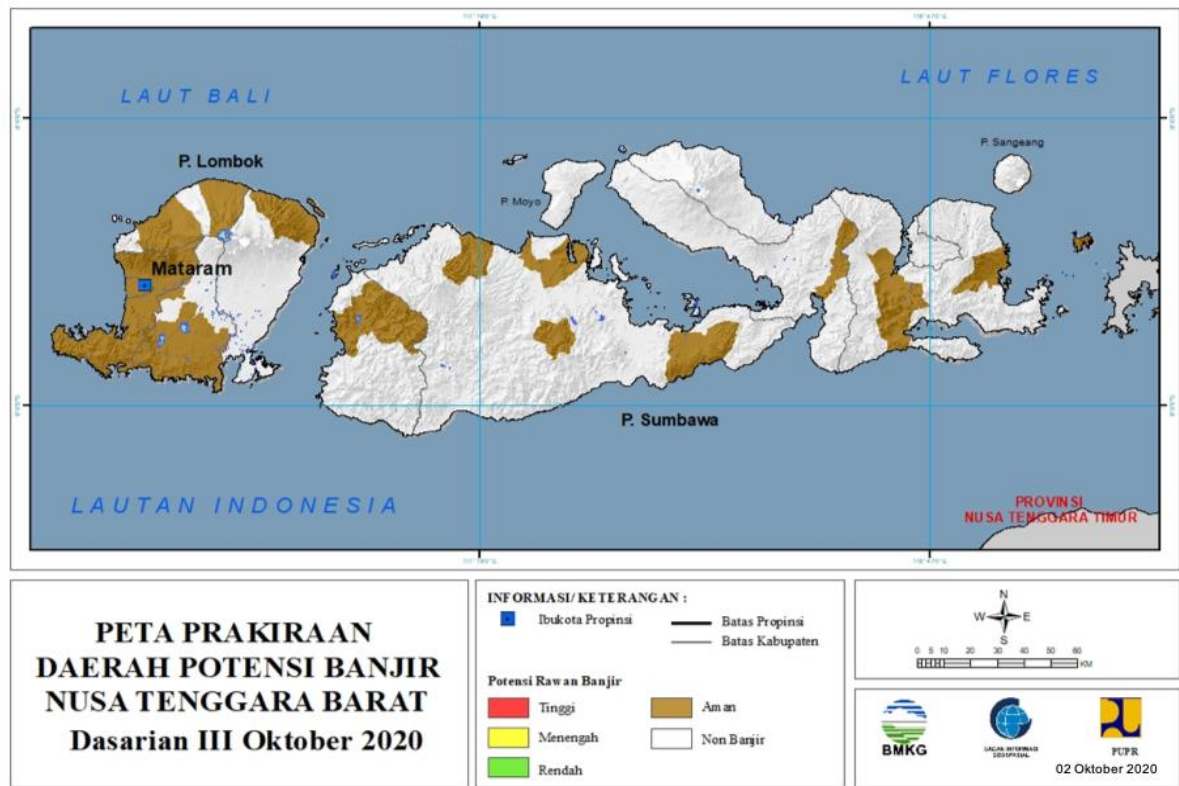 LAUT BALI
LAUT FLORES
P. Lombok
P. Sangeang
P. Moyo
Mataram
P. Sumbawa
LAUTAN INDONESIA
PROVINSI
NUSA TENGGARA TIMUR
PETA PRAKIRAAN
DAERAH POTENSI BANJIR
NUSA TENGGARA BARAT
Dasarian III Oktober 2020
INFORMASI/ KETERANGAN :
Ibukota Propinsi
Batas Propinsi
Batas Kabupaten
Potensi Rawan Banjir
Tinggi
Aman
Menengah
Non Banjir
Rendah
N
W E
S
0 5 10 20 30 40 50 60
KM
BMKG
BADAN INFORMASI
GEOSPASIAL
PUPR
02 Oktober 2020